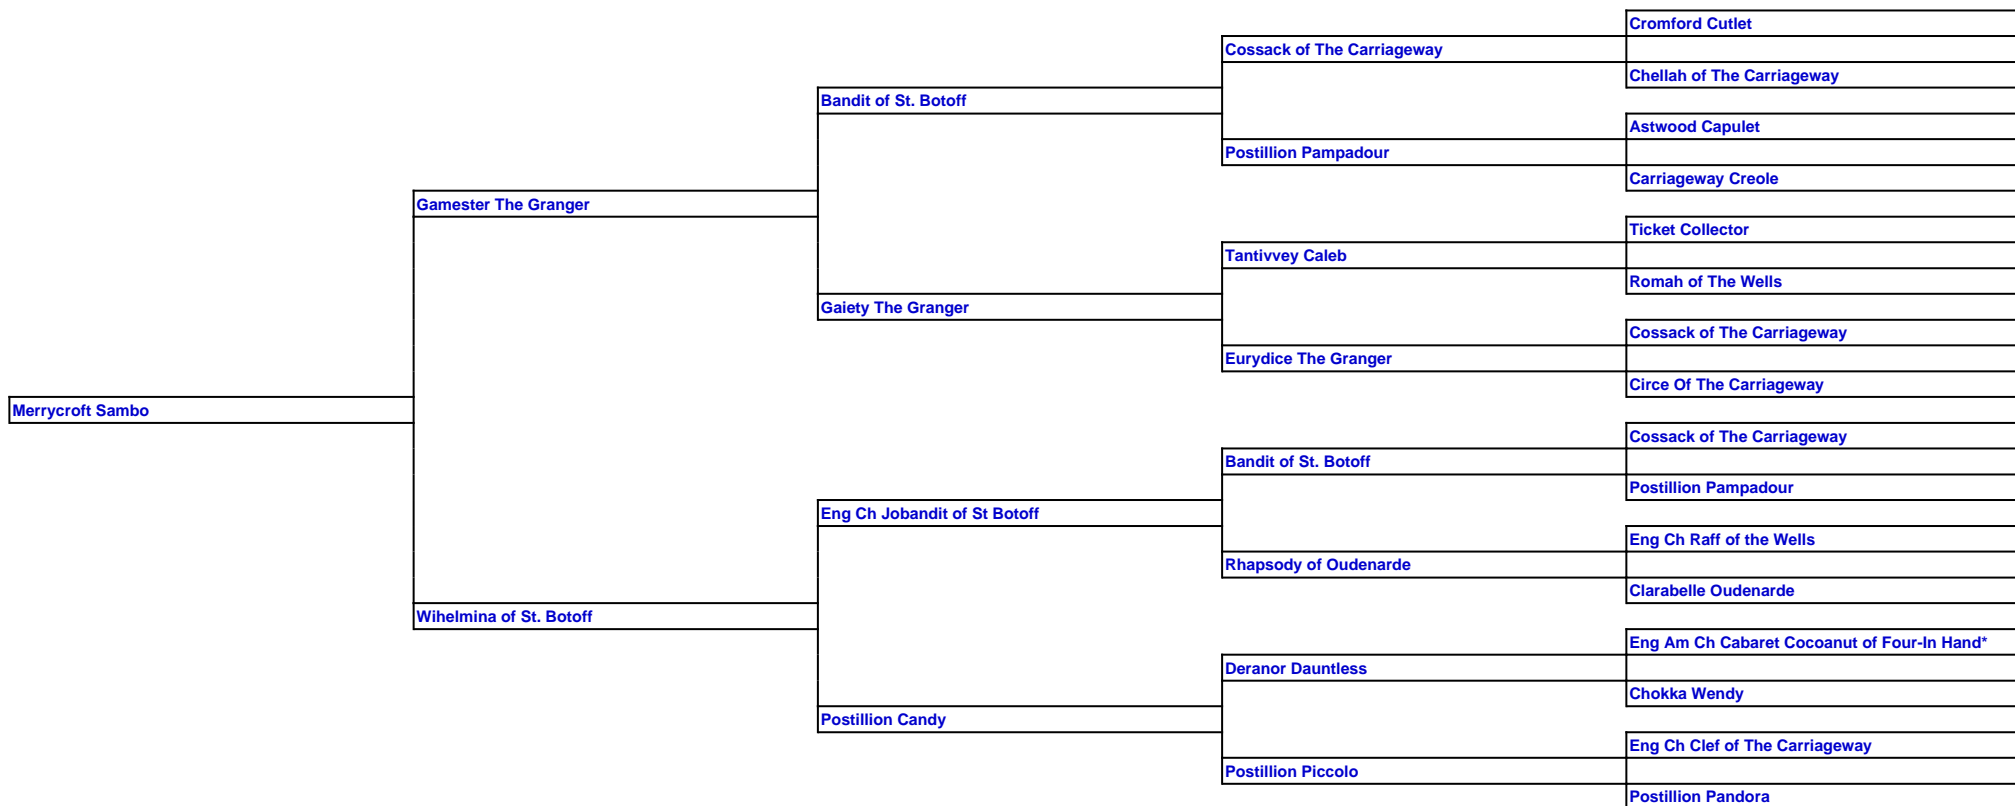 Cromford Cutlet
Cossack of The Carriageway
Chellah of The Carriageway
Bandit of St. Botoff
Astwood Capulet
Postillion Pampadour
Carriageway Creole
Gamester The Granger
Ticket Collector
Tantivvey Caleb
Romah of The Wells
Gaiety The Granger
Cossack of The Carriageway
Eurydice The Granger
Circe Of The Carriageway
Merrycroft Sambo
Cossack of The Carriageway
Bandit of St. Botoff
Postillion Pampadour
Eng Ch Jobandit of St Botoff
Eng Ch Raff of the Wells
Rhapsody of Oudenarde
Clarabelle Oudenarde
Wihelmina of St. Botoff
Eng Am Ch Cabaret Cocoanut of Four-In Hand*
Deranor Dauntless
Chokka Wendy
Postillion Candy
Eng Ch Clef of The Carriageway
Postillion Piccolo
Postillion Pandora